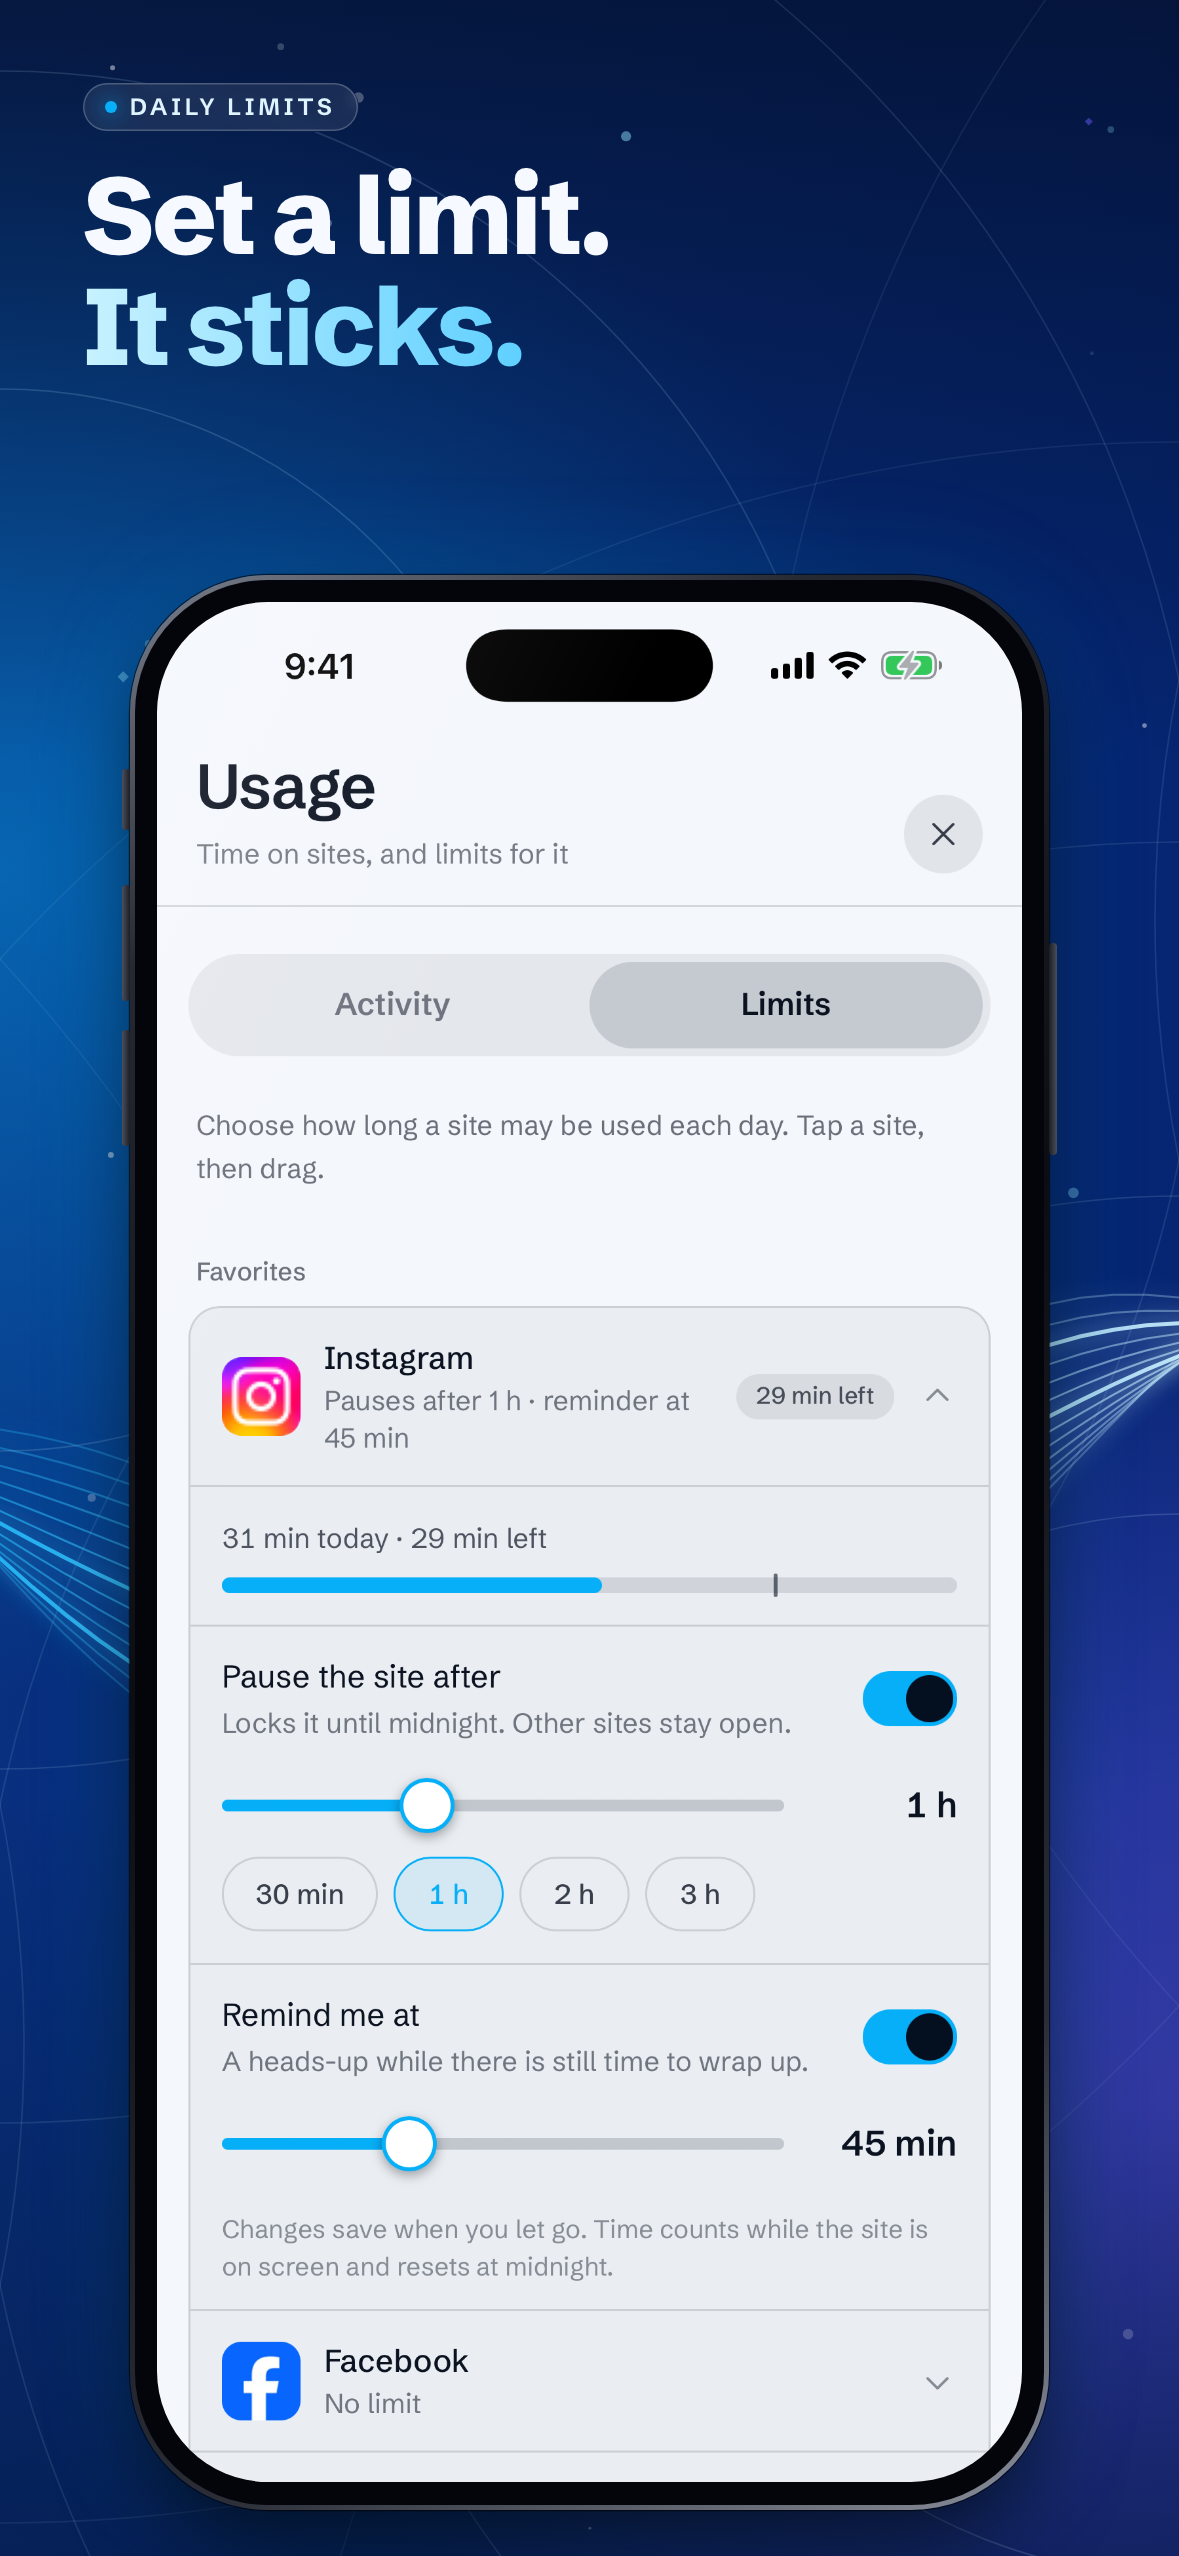 DAILY LIMITS
Set a limit.
It sticks.
9:41
Usage
Time on sites, and limits for it
Activity
Limits
Choose how long a site may be used each day. Tap a site,
then drag.
Favorites
Instagram
Pauses after 1 h · reminder at
45 min
29 min left
31 min today · 29 min left
Pause the site after
Locks it until midnight. Other sites stay open.
1 h
30 min
1 h
2 h
3 h
Remind me at
A heads-up while there is still time to wrap up.
45 min
Changes save when you let go. Time counts while the site is
on screen and resets at midnight.
Facebook
No limit